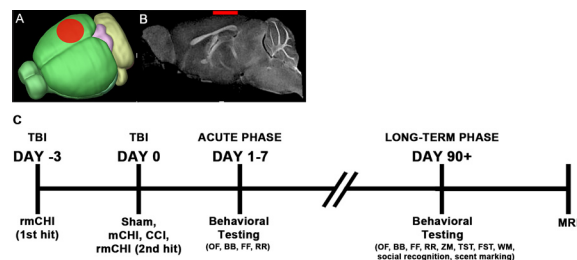 A
B
C
TBI
DAY -3
TBI
DAY 0
ACUTE PHASE
DAY 1-7
LONG-TERM PHASE
DAY 90+
rmCHI
(1st hit)
Sham,
mCHI, CCI,
rmCHI (2nd hit)
Behavioral
Testing
(OF, BB, FF, RR)
Behavioral
Testing
(OF, BB, FF, RR, ZM, TST, FST, WM,
social recognition, scent marking)
MRI